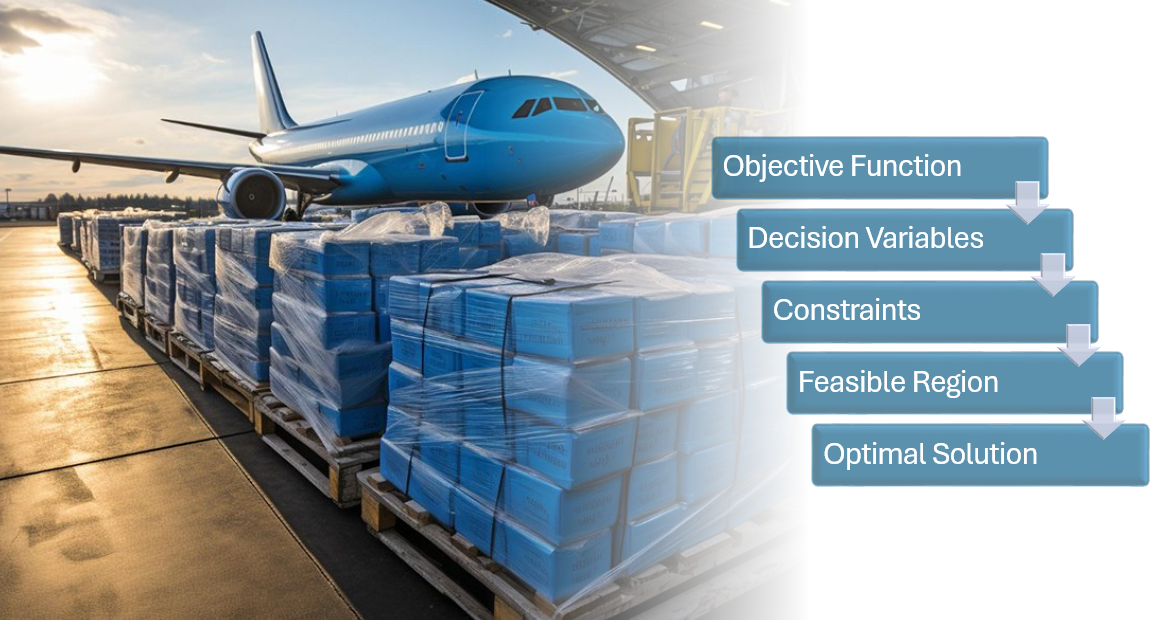 Objective Function
Decision Variables
Constraints
Feasible Region
Optimal Solution